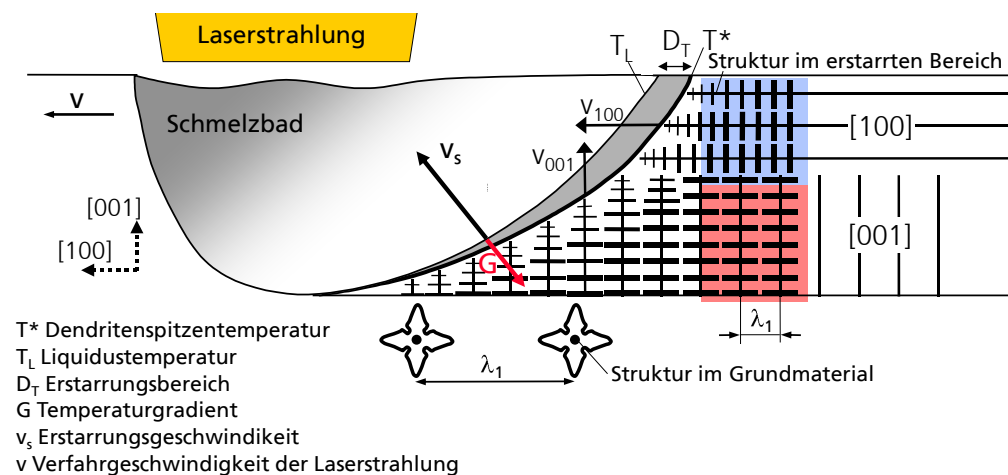 Laserstrahlung
T_L
D_T
T*
Struktur im erstarrten Bereich
v
Schmelzbad
v_100
[100]
v_s
v_001
[001]
[100]
[001]
G
λ_1
λ_1
Struktur im Grundmaterial
T* Dendritenspitzentemperatur
T_L Liquidustemperatur
D_T Erstarrungsbereich
G Temperaturgradient
v_s Erstarrungsgeschwindikeit
v Verfahrgeschwindigkeit der Laserstrahlung